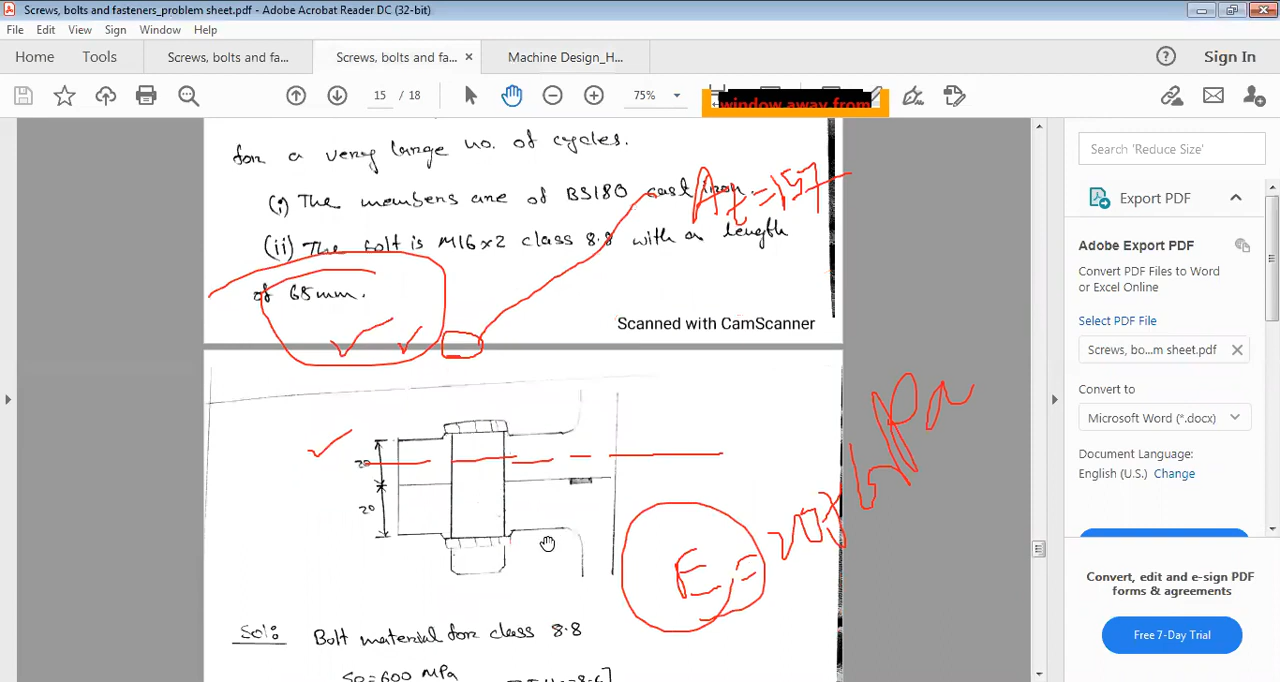 Screws, bolts and fasteners_problem sheet.pdf - Adobe Acrobat Reader DC (32-bit)
File Edit View Sign Window Help
Home Tools Screws, bolts and fa... Screws, bolts and fa... × Machine Design_H... Sign In
15 / 18 75%
window away from
for a very large no. of cycles.
(i) The members are of BS180 cast iron.
At = 157
(ii) The bolt is M16×2 class 8.8 with a length
of 65mm.
Scanned with CamScanner
20
20
E =
Sol: Bolt material for class 8.8
Sp=600 MPa
Search 'Reduce Size'
Export PDF
Adobe Export PDF
Convert PDF Files to Word
or Excel Online
Select PDF File
Screws, bo...m sheet.pdf
Convert to
Microsoft Word (*.docx)
Document Language:
English (U.S.) Change
Convert, edit and e-sign PDF
forms & agreements
Free 7-Day Trial